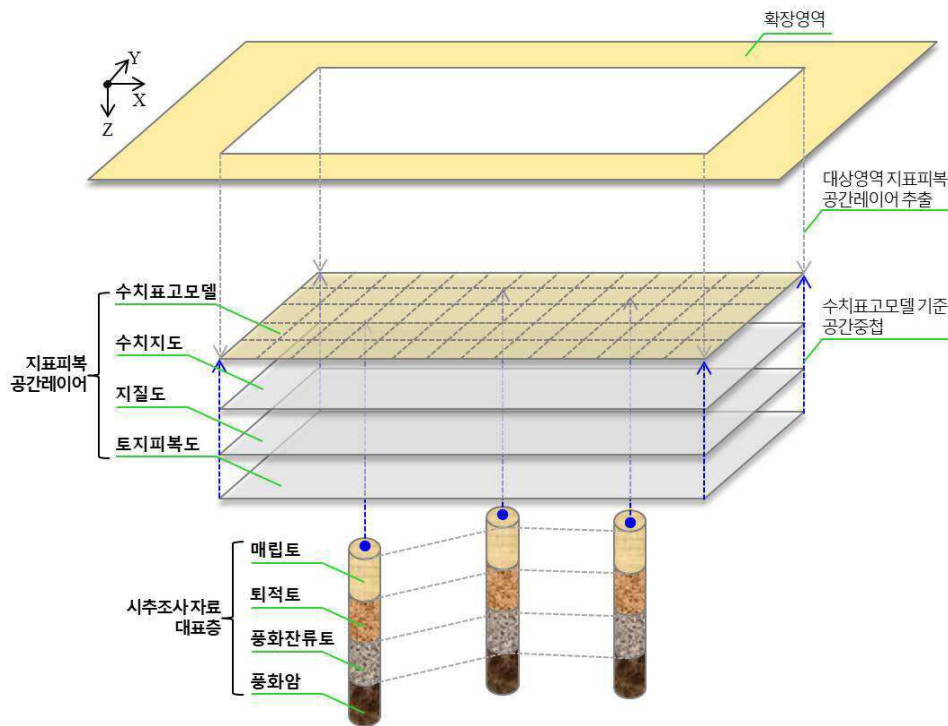 확장영역
Y
X
Z
대상영역 지표피복
공간레이어 추출
수치표고모델
수치표고모델 기준
공간중첩
수치지도
지표피복
공간레이어
지질도
토지피복도
매립토
퇴적토
시추조사 자료
대표층
풍화잔류토
풍화암